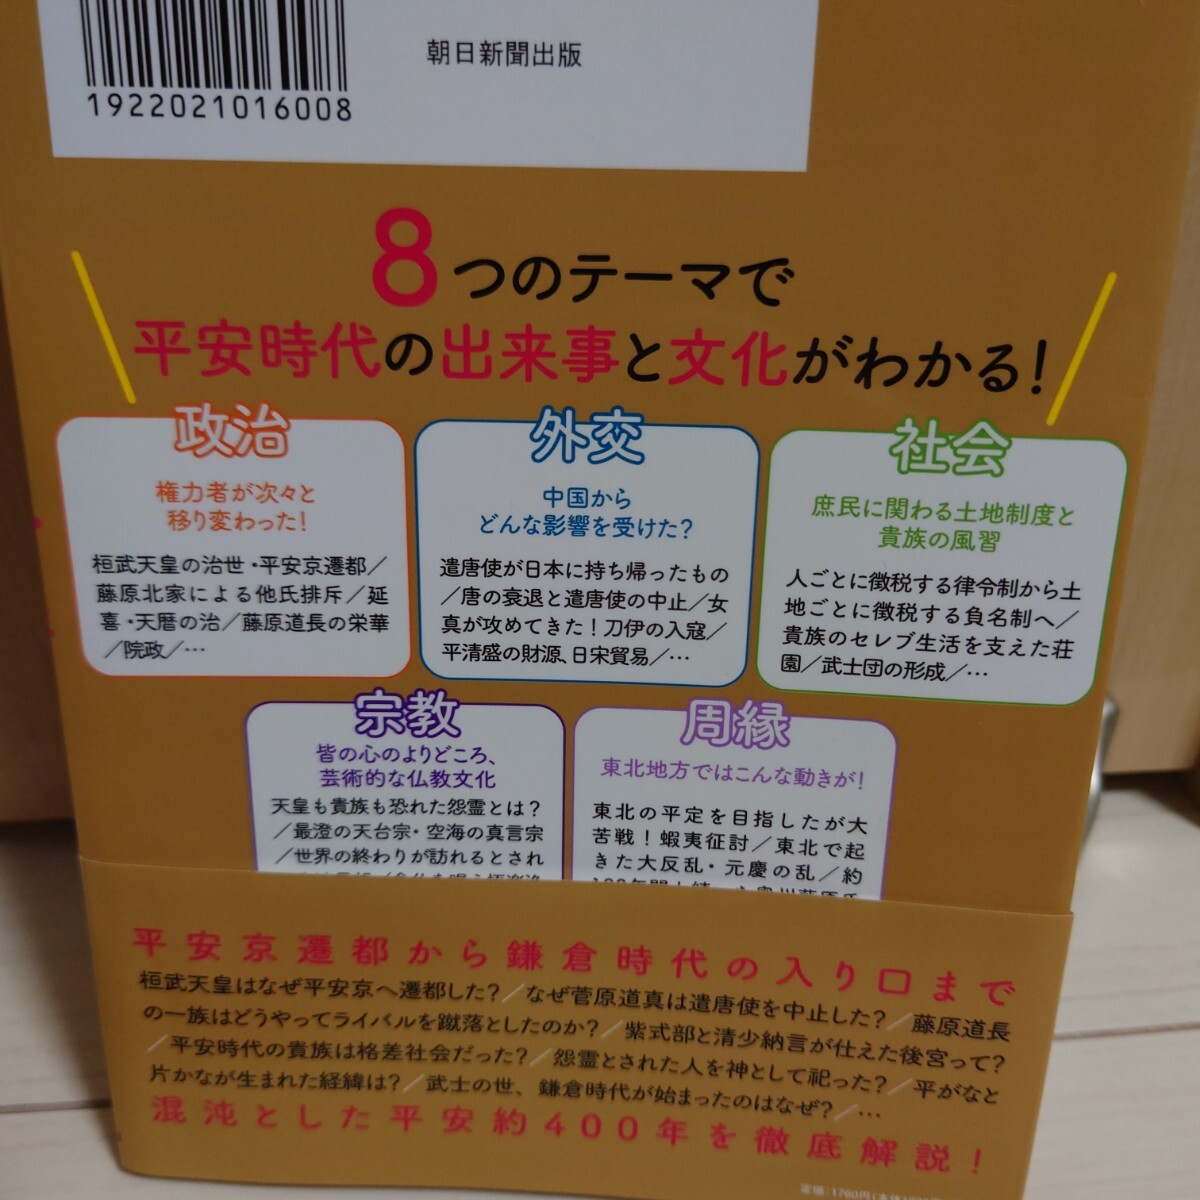 朝日新聞出版
1922021016008
8つのテーマで
平安時代の出来事と文化がわかる!
政治
権力者が次々と
移り変わった!
桓武天皇の治世・平安京遷都/
藤原北家による他氏排斥/延
喜・天暦の治/藤原道長の栄華
/院政/…
外交
中国から
どんな影響を受けた?
遣唐使が日本に持ち帰ったもの
/唐の衰退と遣唐使の中止/女
真が攻めてきた!刀伊の入寇/
平清盛の財源、日宋貿易/…
社会
庶民に関わる土地制度と
貴族の風習
人ごとに徴税する律令制から土
地ごとに徴税する負名制へ/
貴族のセレブ生活を支えた荘
園/武士団の形成/…
宗教
皆の心のよりどころ、
芸術的な仏教文化
天皇も貴族も恐れた怨霊とは?
/最澄の天台宗・空海の真言宗
/世界の終わりが訪れるとされ
周縁
東北地方ではこんな動きが!
東北の平定を目指したが大
苦戦!蝦夷征討/東北で起
きた大反乱・元慶の乱/約
平安京遷都から鎌倉時代の入り口まで
桓武天皇はなぜ平安京へ遷都した?/なぜ菅原道真は遣唐使を中止した?/藤原道長
の一族はどうやってライバルを蹴落としたのか?/紫式部と清少納言が仕えた後宮って?
/平安時代の貴族は格差社会だった?/怨霊とされた人を神として祀った?/平がなと
片かなが生まれた経緯は?/武士の世、鎌倉時代が始まったのはなぜ?/…
混沌とした平安約400年を徹底解説!
定価:1760円